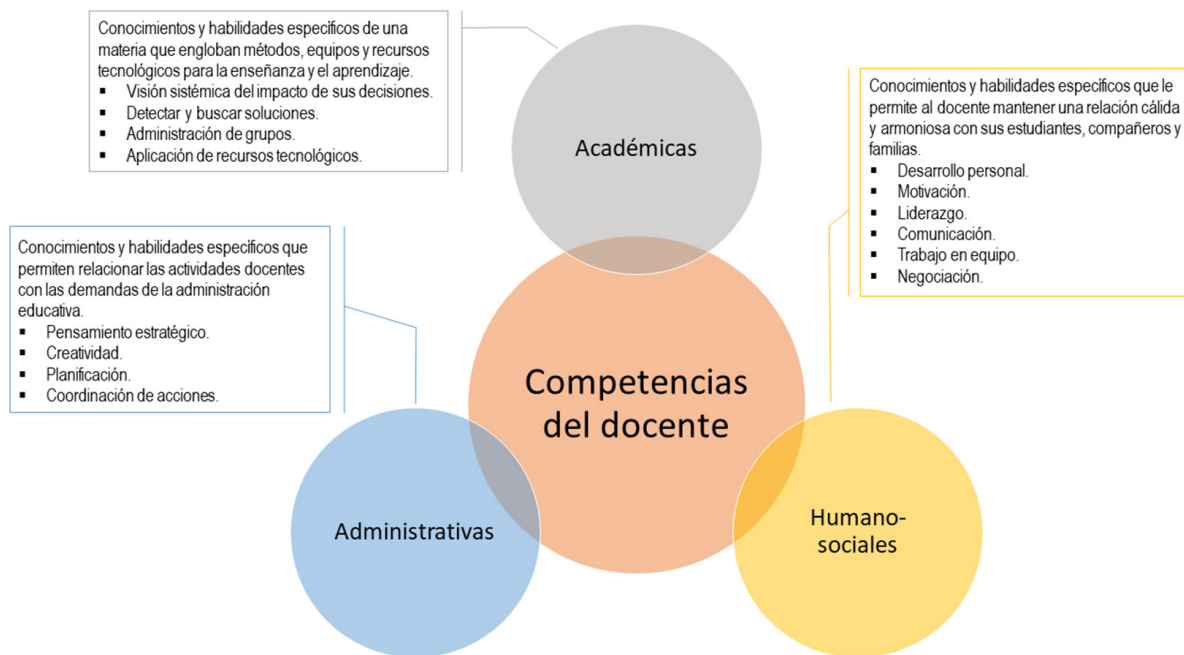 Conocimientos y habilidades específicos de una
materia que engloban métodos, equipos y recursos
tecnológicos para la enseñanza y el aprendizaje.
▪ Visión sistémica del impacto de sus decisiones.
▪ Detectar y buscar soluciones.
▪ Administración de grupos.
▪ Aplicación de recursos tecnológicos.
Académicas
Conocimientos y habilidades específicos que le
permite al docente mantener una relación cálida
y armoniosa con sus estudiantes, compañeros y
familias.
▪ Desarrollo personal.
▪ Motivación.
▪ Liderazgo.
▪ Comunicación.
▪ Trabajo en equipo.
▪ Negociación.
Conocimientos y habilidades específicos que
permiten relacionar las actividades docentes
con las demandas de la administración
educativa.
▪ Pensamiento estratégico.
▪ Creatividad.
▪ Planificación.
▪ Coordinación de acciones.
Competencias
del docente
Administrativas
Humano-
sociales